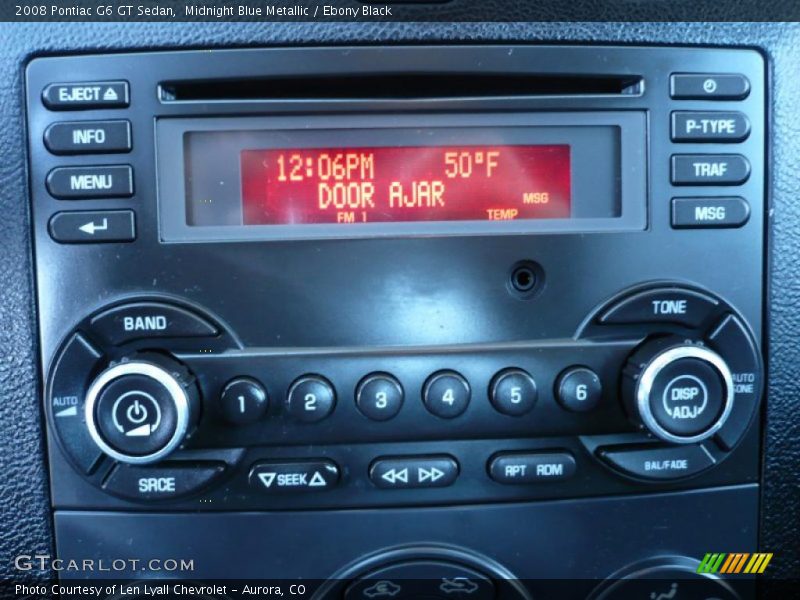 2008 Pontiac G6 GT Sedan,  Midnight Blue Metallic / Ebony Black
EJECT
INFO
MENU
P-TYPE
TRAF
MSG
12:06PM 50°F
DOOR AJAR
MSG
FM 1 TEMP
BAND
TONE
AUTO
1 2 3 4 5 6
DISP
ADJ
AUTO
TONE
SRCE
SEEK
RPT RDM
BAL/FADE
GTCARLOT.COM
Photo Courtesy of Len Lyall Chevrolet - Aurora, CO